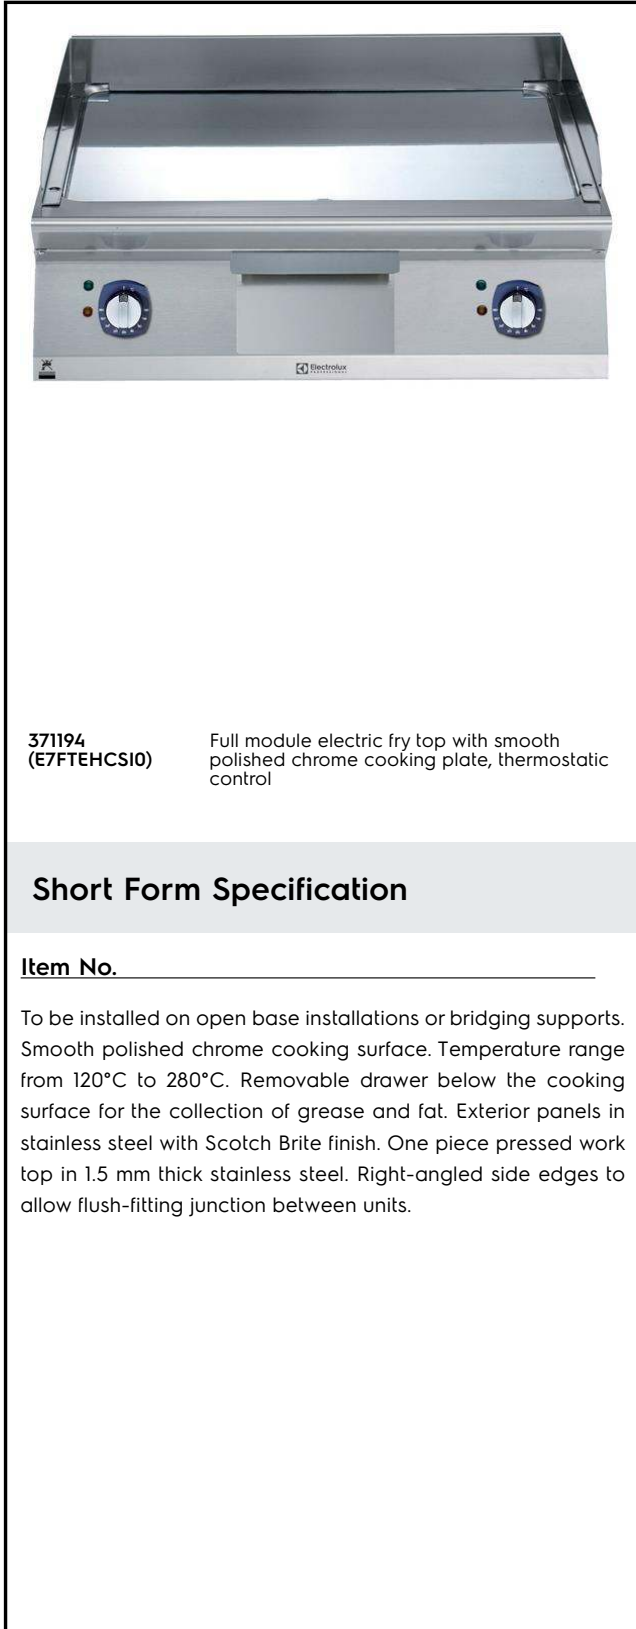 Electrolux
PROFESSIONAL
371194
(E7FTEHCSI0)
Full module electric fry top with smooth
polished chrome cooking plate, thermostatic
control
Short Form Specification
Item No.
To be installed on open base installations or bridging supports.
Smooth polished chrome cooking surface. Temperature range
from 120°C to 280°C. Removable drawer below the cooking
surface for the collection of grease and fat. Exterior panels in
stainless steel with Scotch Brite finish. One piece pressed work
top in 1.5 mm thick stainless steel. Right-angled side edges to
allow flush-fitting junction between units.